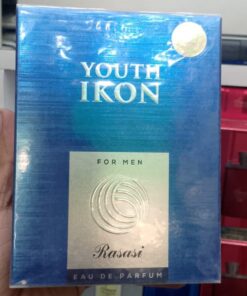 YOUTH
IKON
FOR MEN
Rasasi
EAU DE PARFUM